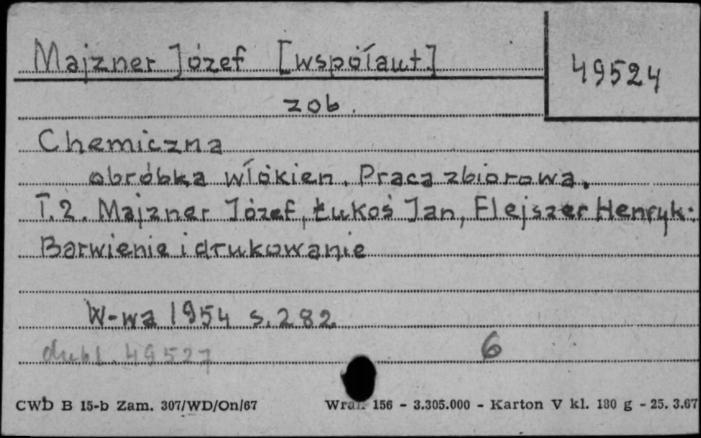 Majzner Józef [współaut.]
49524
zob.
Chemiczna
obróbka włókien. Praca zbiorowa.
T.2. Majzner Józef, Łukoś Jan, Flejszer Henryk:
Barwienie i drukowanie
W-wa 1954 s. 282
dubl. 49527
6
CWD B 15-b Zam. 307/WD/On/67
156 - 3.305.000 - Karton V kl. 180 g - 25. 3.67